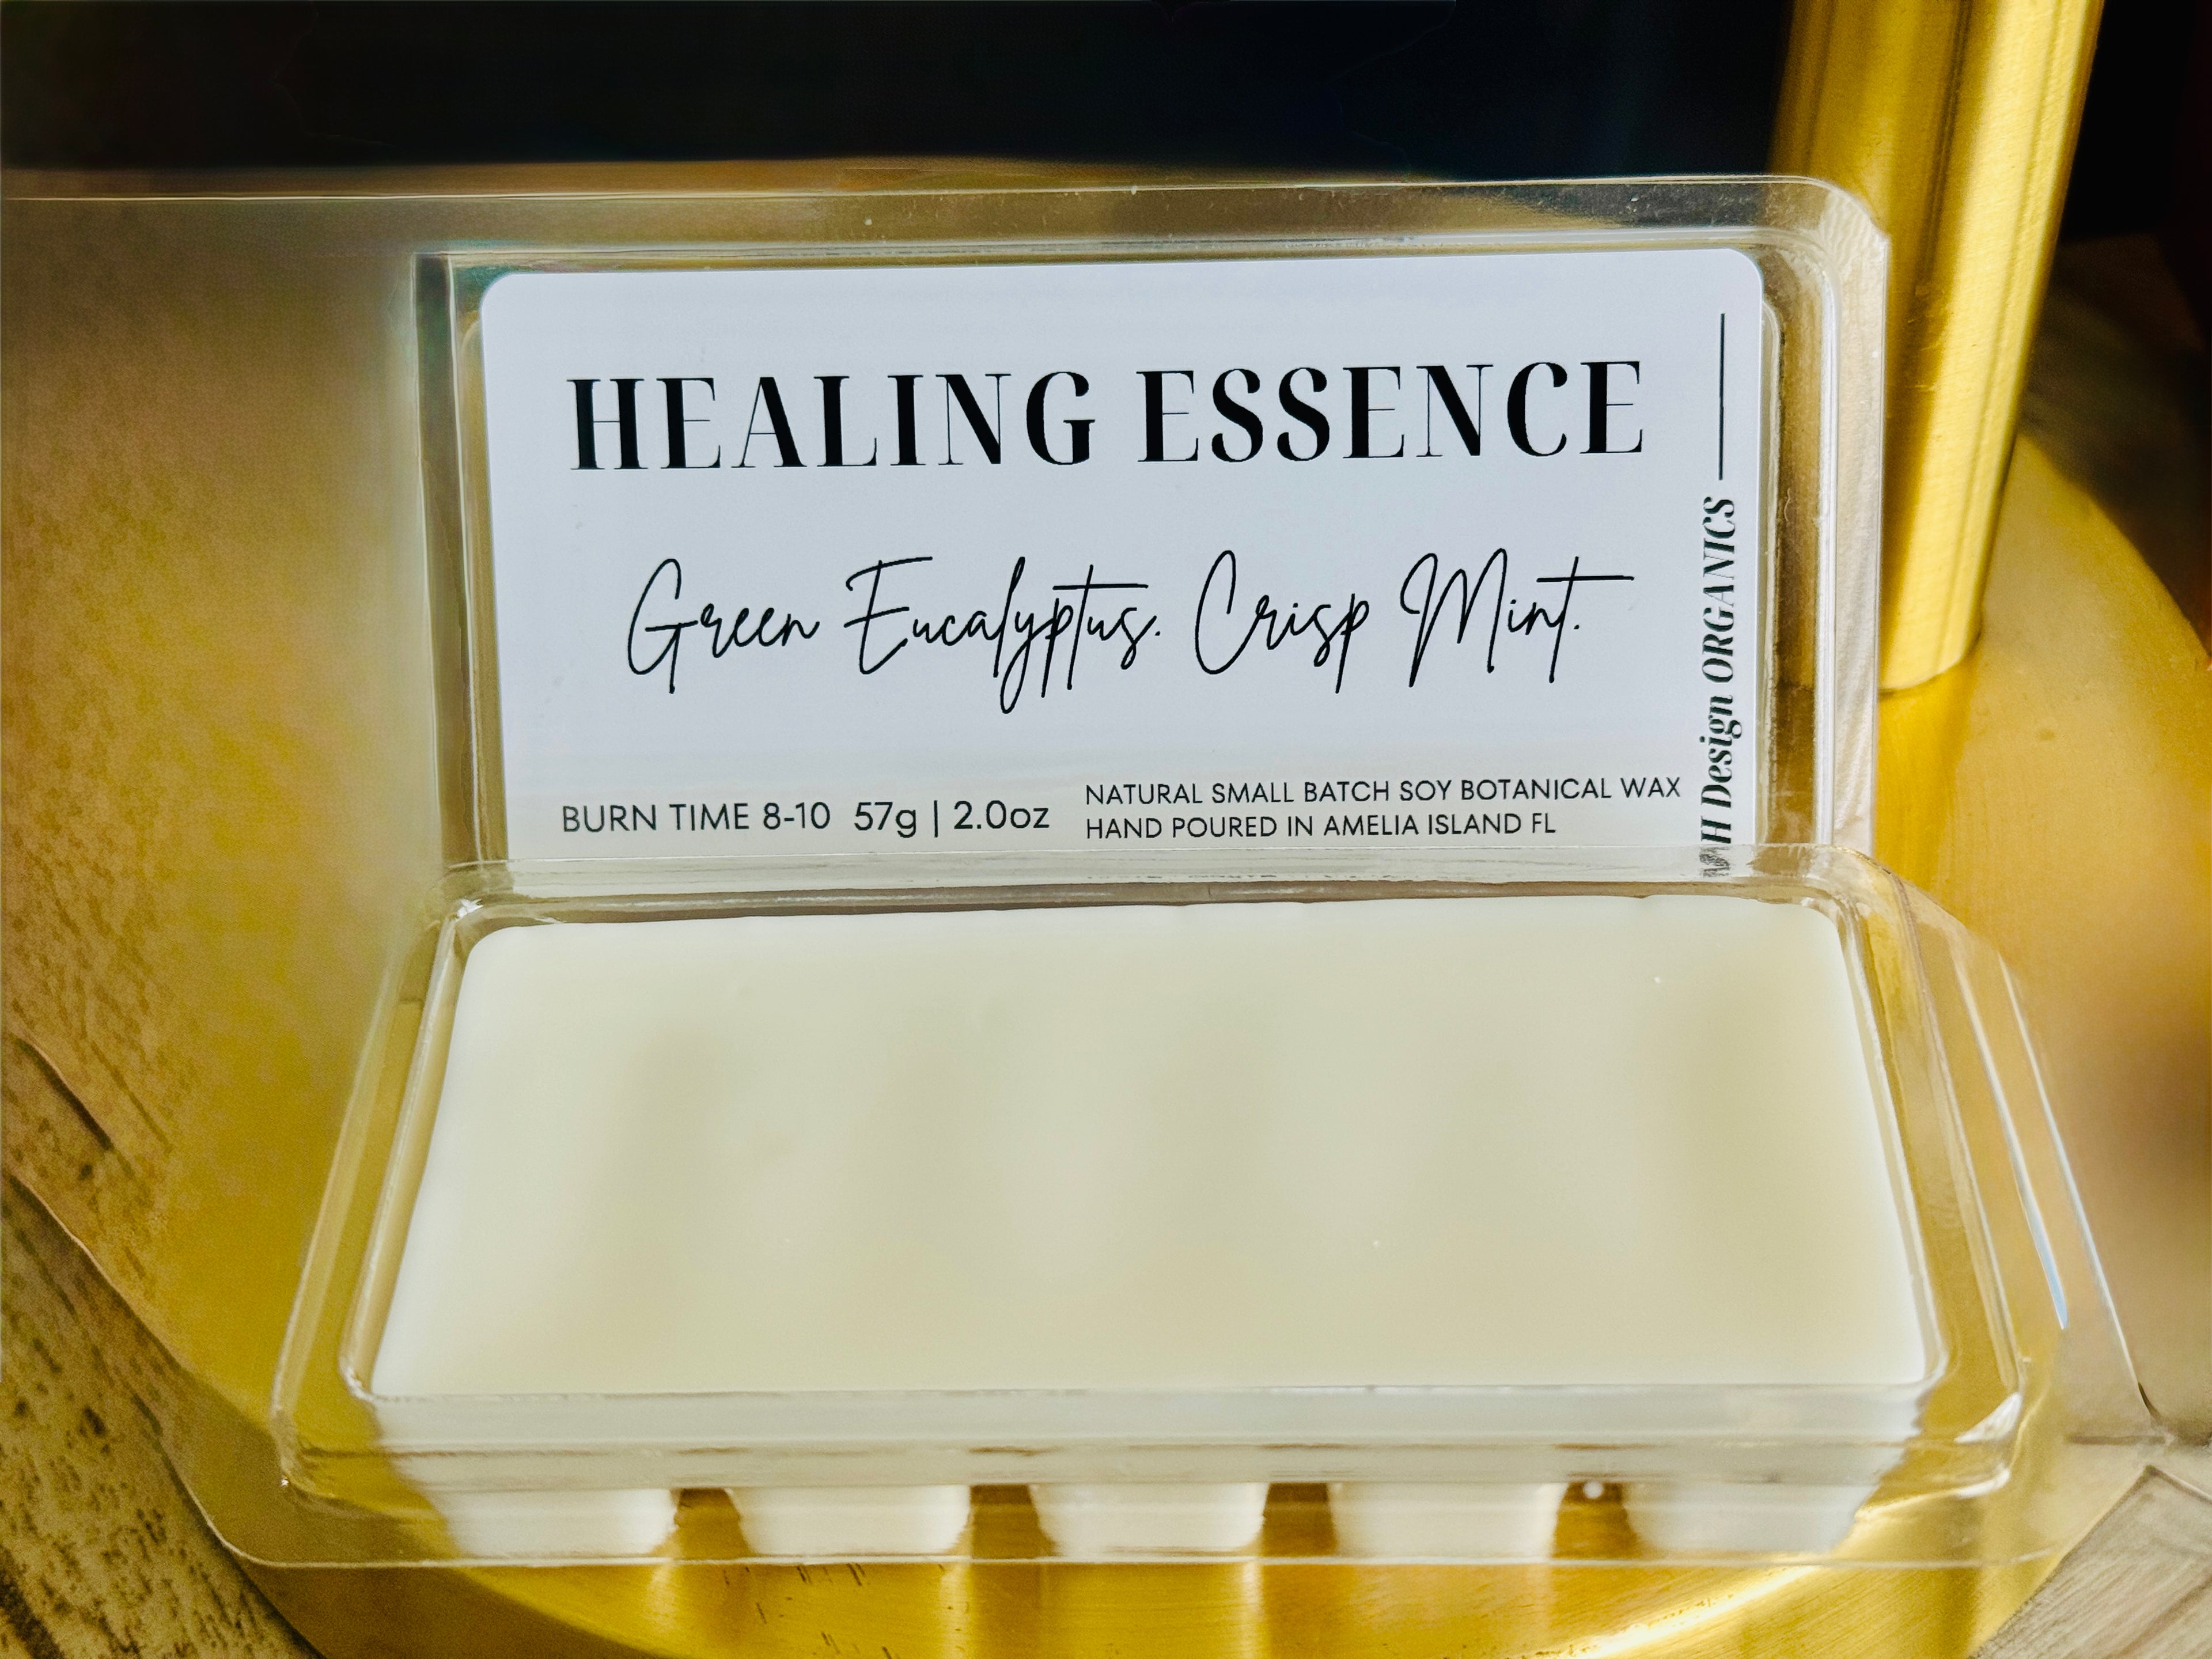 HEALING ESSENCE
Green Eucalyptus. Crisp Mint.
BURN TIME 8-10 57g | 2.0oz
NATURAL SMALL BATCH SOY BOTANICAL WAX
HAND POURED IN AMELIA ISLAND FL
H Design ORGANICS